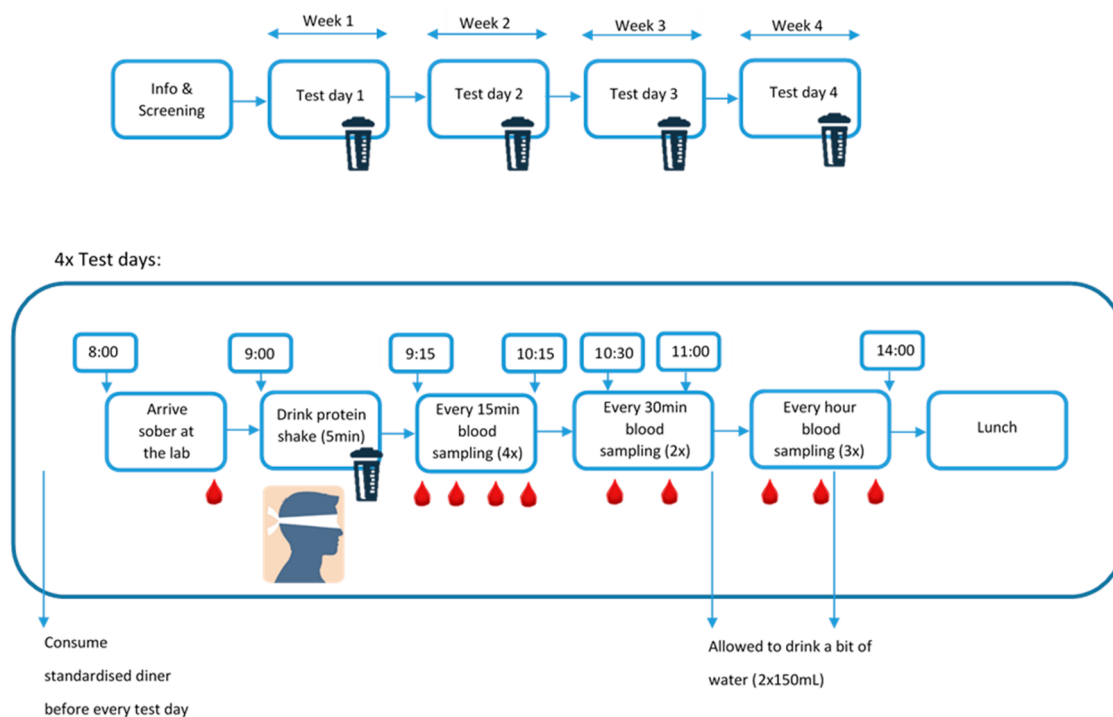 Week 1
Week 2
Week 3
Week 4
Info &
Screening
Test day 1
Test day 2
Test day 3
Test day 4
4x Test days:
8:00
9:00
9:15
10:15
10:30
11:00
14:00
Arrive
sober at
the lab
Drink protein
shake (5min)
Every 15min
blood
sampling (4x)
Every 30min
blood
sampling (2x)
Every hour
blood
sampling (3x)
Lunch
Consume
standardised diner
before every test day
Allowed to drink a bit of
water (2x150mL)